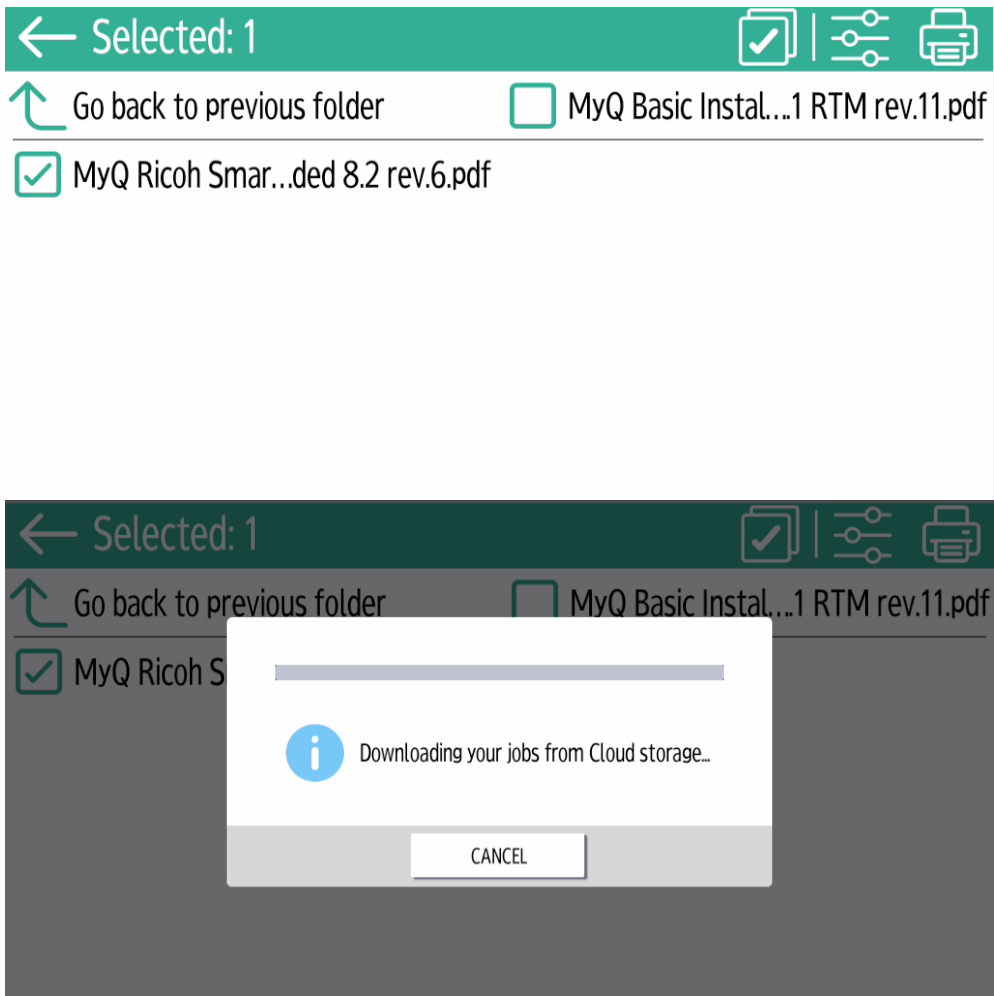 Selected: 1
Go back to previous folder
MyQ Basic Instal....1 RTM rev.11.pdf
MyQ Ricoh Smar...ded 8.2 rev.6.pdf
Selected: 1
Go back to previous folder
MyQ Basic Instal....1 RTM rev.11.pdf
MyQ Ricoh S
Downloading your jobs from Cloud storage...
CANCEL